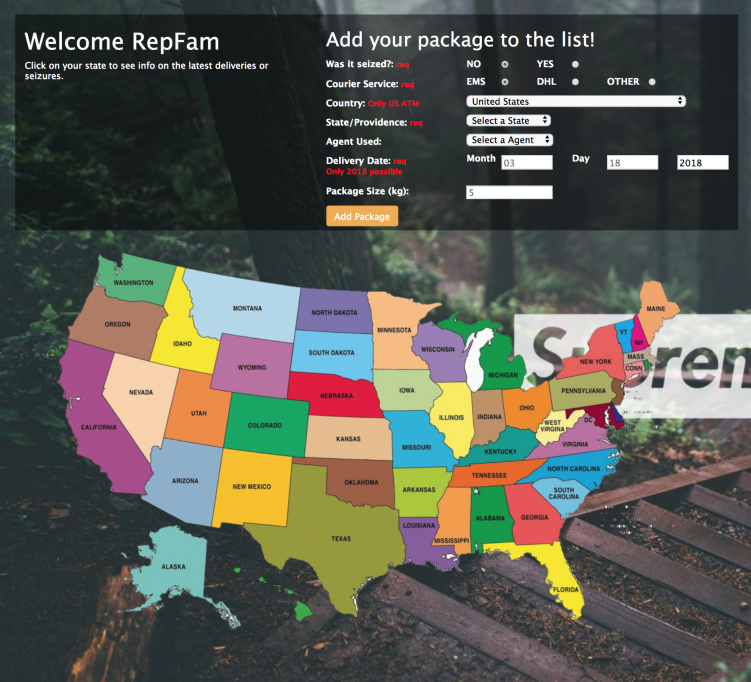 Welcome RepFam
Click on your state to see info on the latest deliveries or
seizures.
Add your package to the list!
Was it seized?: req NO YES
Courier Service: req EMS DHL OTHER
Country: Only US ATM United States
State/Providence: req Select a State
Agent Used: Select a Agent
Delivery Date: req Month 03 Day 18 2018
Only 2018 possible
Package Size (kg): 5
Add Package
WASHINGTON
MONTANA
NORTH DAKOTA
MINNESOTA
MAINE
OREGON
IDAHO
WYOMING
SOUTH DAKOTA
WISCONSIN
MICHIGAN
NEW YORK
VT
NH
MASS
CONN
NEVADA
UTAH
COLORADO
NEBRASKA
IOWA
ILLINOIS
INDIANA
OHIO
PENNSYLVANIA
CALIFORNIA
KANSAS
MISSOURI
KENTUCKY
WEST
VIRGINIA
DC
VIRGINIA
ARIZONA
NEW MEXICO
OKLAHOMA
ARKANSAS
TENNESSEE
NORTH CAROLINA
SOUTH
CAROLINA
TEXAS
LOUISIANA
MISSISSIPPI
ALABAMA
GEORGIA
ALASKA
FLORIDA